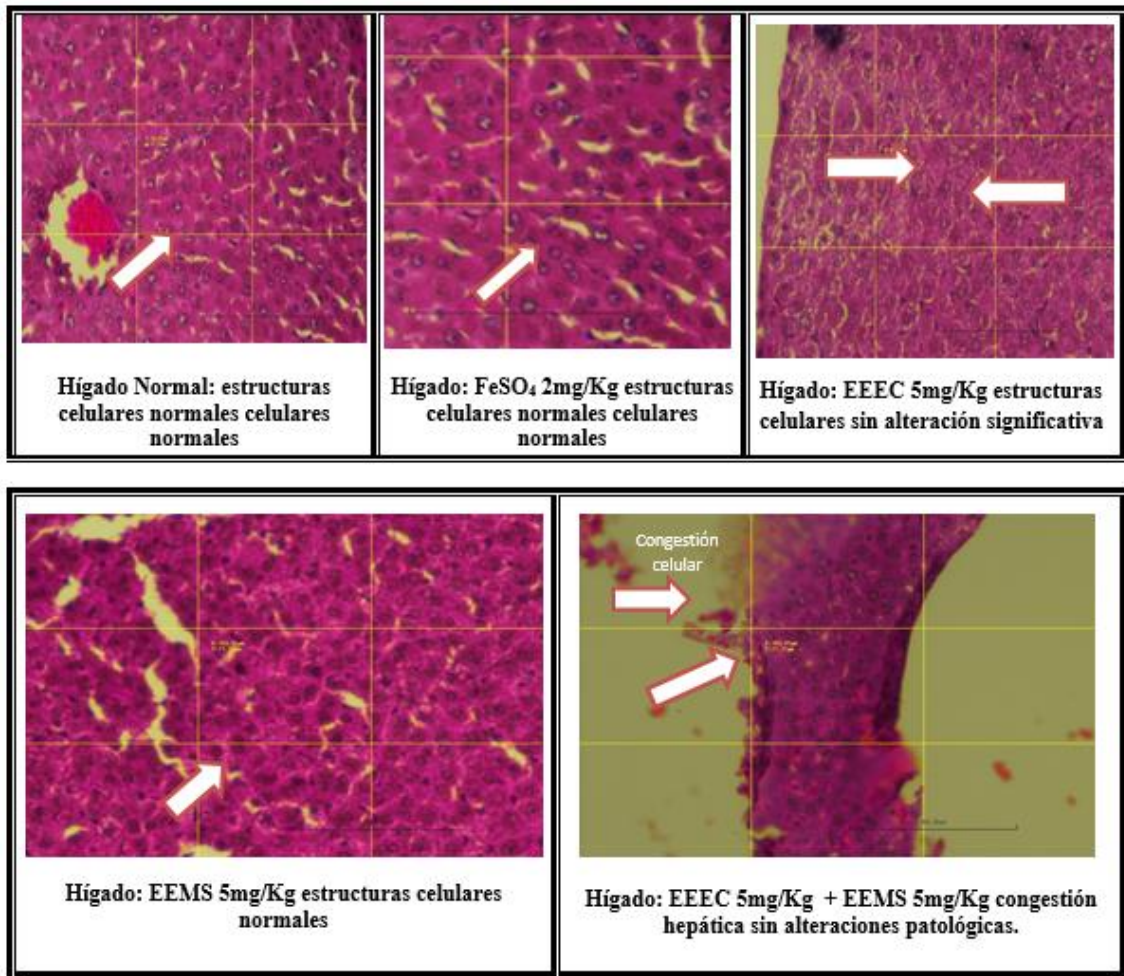 Hígado Normal: estructuras
celulares normales celulares
normales
Hígado: FeSO₄ 2mg/Kg estructuras
celulares normales celulares
normales
Hígado: EEEC 5mg/Kg estructuras
celulares sin alteración significativa
Congestión
celular
Hígado: EEMS 5mg/Kg estructuras celulares
normales
Hígado: EEEC 5mg/Kg + EEMS 5mg/Kg congestión
hepática sin alteraciones patológicas.